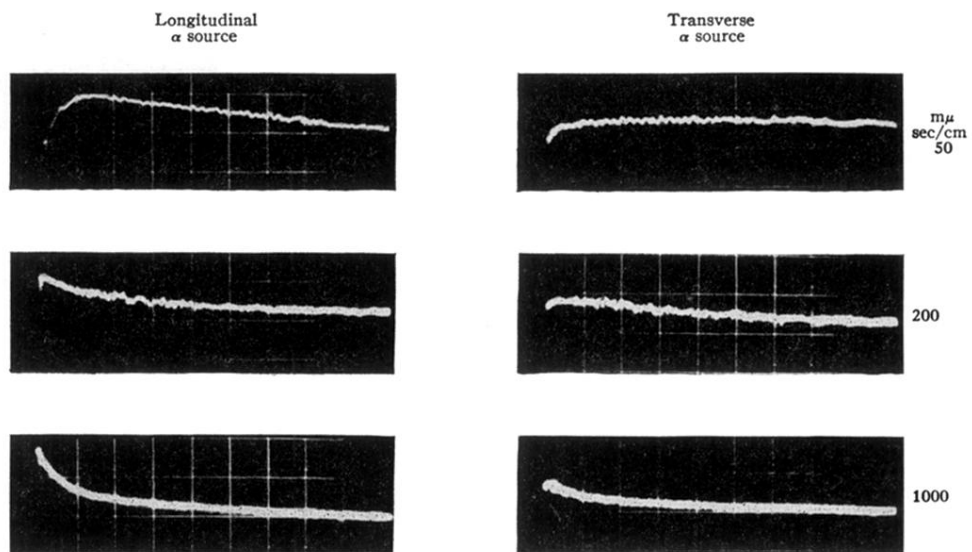 Longitudinal
α source
Transverse
α source
mμ
sec/cm
50
200
1000